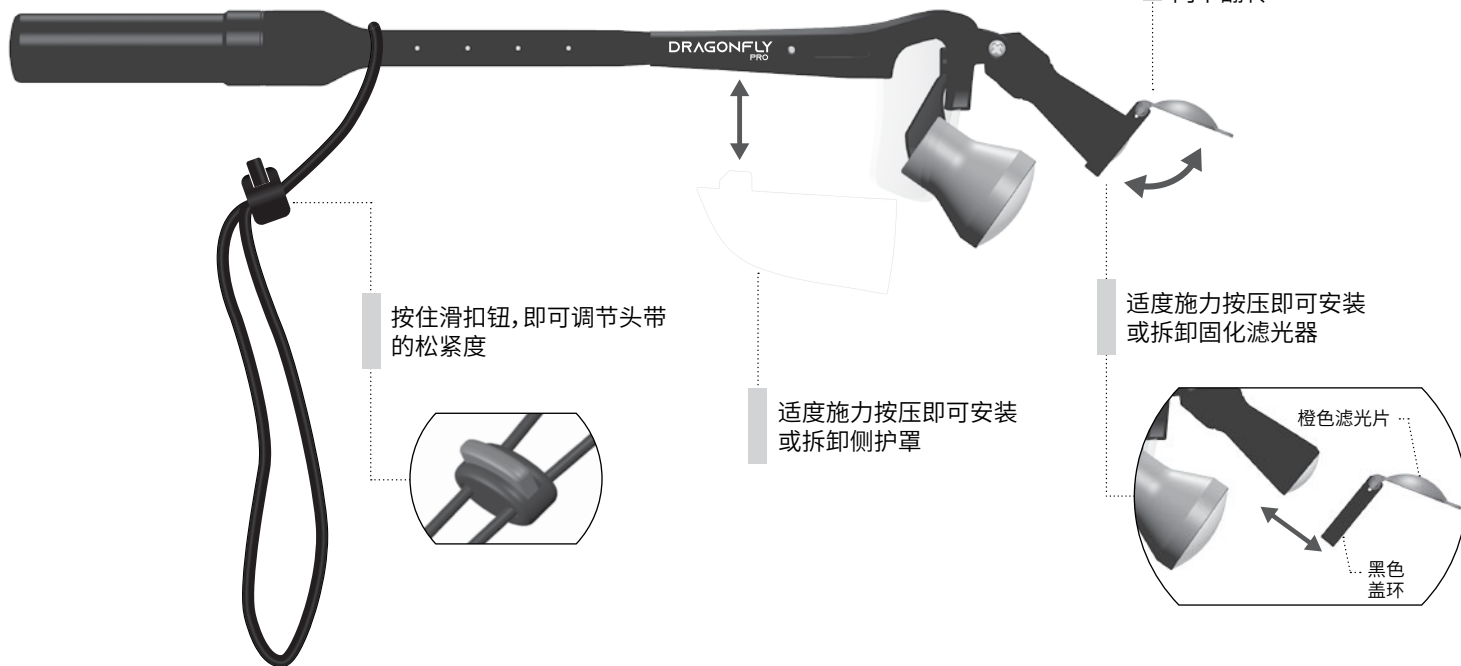 DRAGONFLY
PRO
按住滑扣钮，即可调节头带
的松紧度
适度施力按压即可安装
或拆卸侧护罩
适度施力按压即可安装
或拆卸固化滤光器
橙色滤光片
黑色
盖环